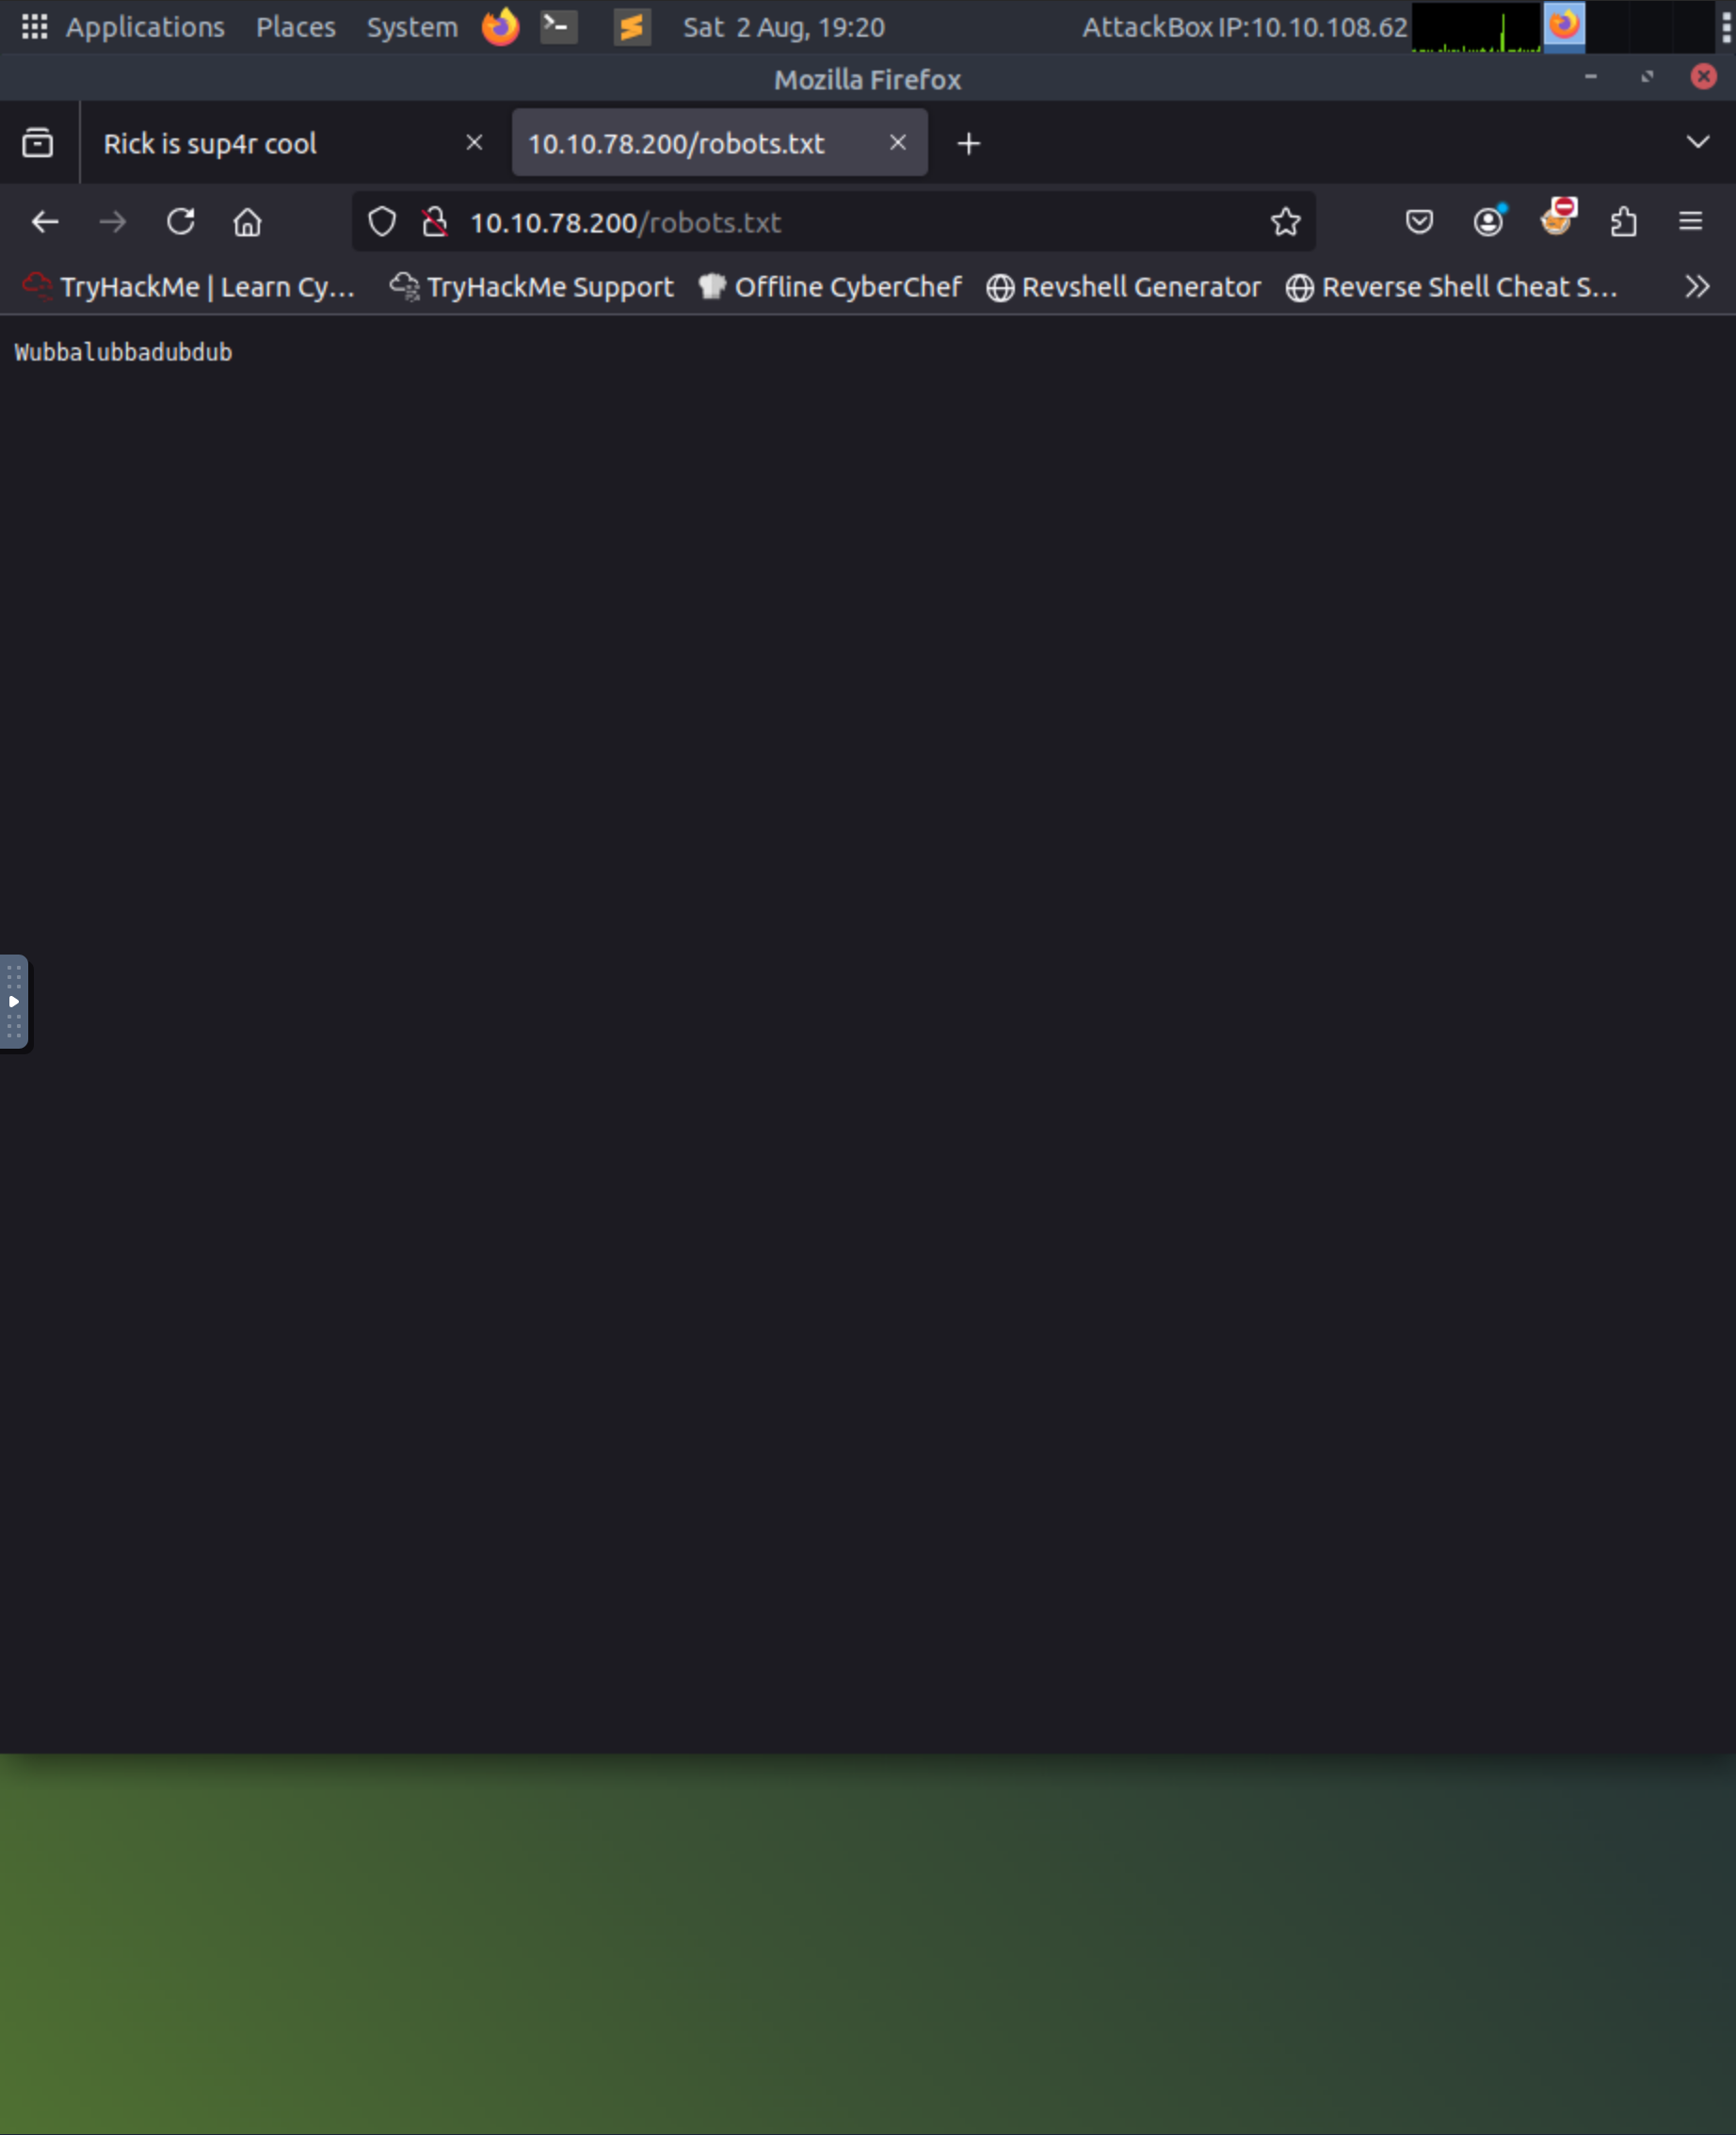 Applications Places System Sat 2 Aug, 19:20 AttackBox IP:10.10.108.62
Mozilla Firefox
Rick is sup4r cool 10.10.78.200/robots.txt
10.10.78.200/robots.txt
TryHackMe | Learn Cy... TryHackMe Support Offline CyberChef Revshell Generator Reverse Shell Cheat S...
Wubbalubbadubdub